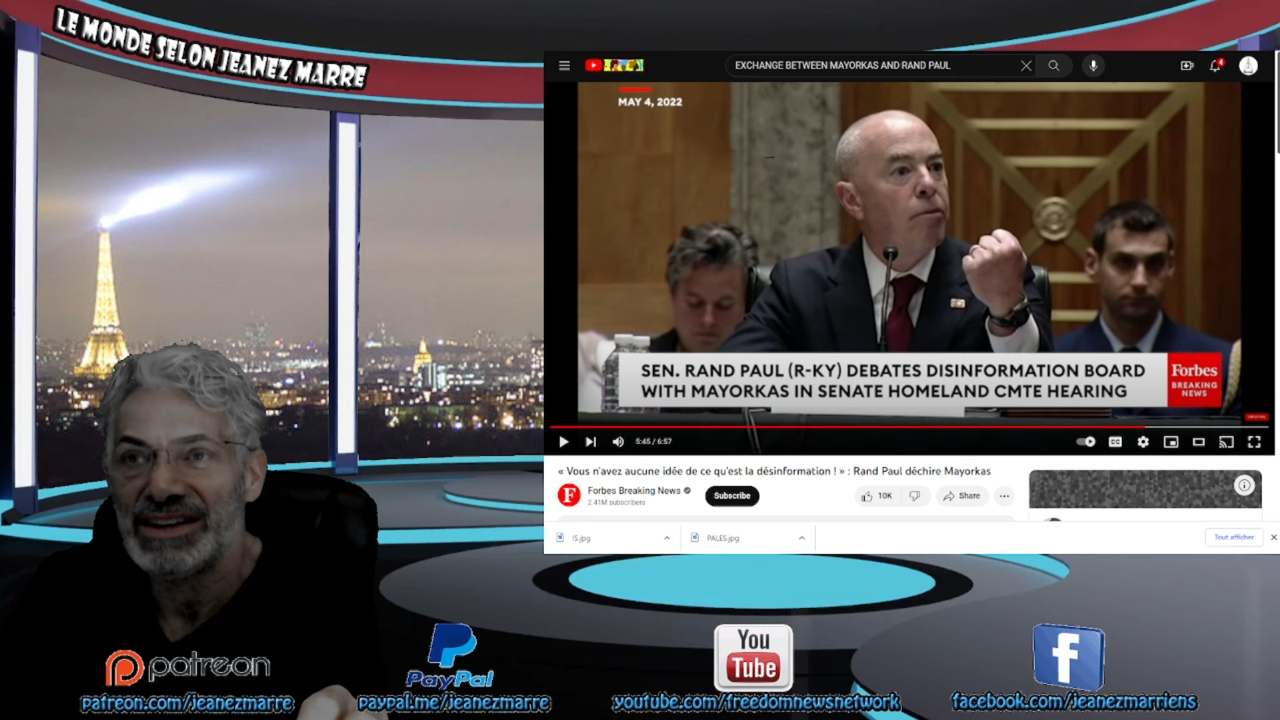 LE MONDE SELON JEANEZ MARRE
EXCHANGE BETWEEN MAYORKAS AND RAND PAUL
4
MAY 4, 2022
SEN. RAND PAUL (R-KY) DEBATES DISINFORMATION BOARD
WITH MAYORKAS IN SENATE HOMELAND CMTE HEARING
Forbes
BREAKING
NEWS
5:45 / 6:57
CC
« Vous n'avez aucune idée de ce qu'est la désinformation ! » : Rand Paul déchire Mayorkas
F
Forbes Breaking News
2.41M subscribers
Subscribe
10K
Share
IS.jpg
PALES.jpg
Tout afficher
patreon
patreon.com/jeanezmarre
PayPal
paypal.me/jeanezmarre
You
Tube
youtube.com/freedomnewsnetwork
f
facebook.com/jeanezmarriens